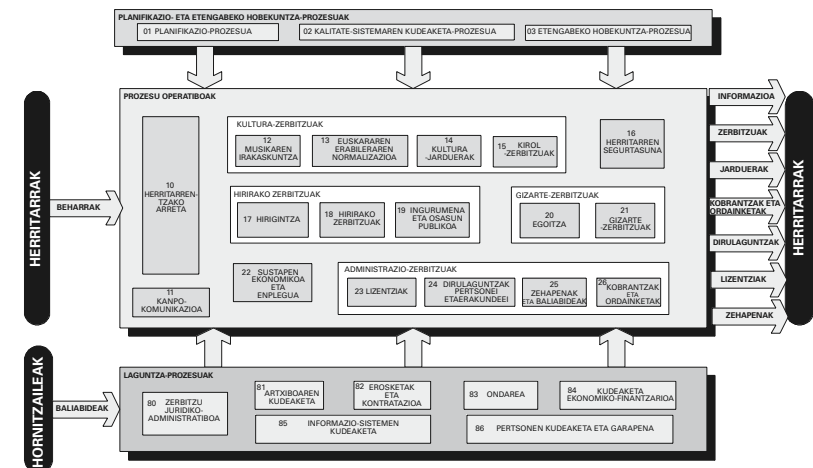 PLANIFIKAZIO- ETA ETENGABEKO HOBEKUNTZA-PROZESUAK
01 PLANIFIKAZIO-PROZESUA
02 KALITATE-SISTEMAREN KUDEAKETA-PROZESUA
03 ETENGABEKO HOBEKUNTZA-PROZESUA
HERRITARRAK
BEHARRAK
PROZESU OPERATIBOAK
10
HERRITARREN-
TZAKO
ARRETA
11
KANPO-
KOMUNIKAZIOA
KULTURA-ZERBITZUAK
12
MUSIKAREN
IRAKASKUNTZA
13 EUSKARAREN
ERABILERAREN
NORMALIZAZIOA
14
KULTURA
-JARDUERAK
15 KIROL
-ZERBITZUAK
16
HERRITARREN
SEGURTASUNA
HIRIRAKO ZERBITZUAK
17 HIRIGINTZA
18 HIRIRAKO
ZERBITZUAK
19 INGURUMENA
ETA OSASUN
PUBLIKOA
GIZARTE-ZERBITZUAK
20
EGOITZA
21
GIZARTE
-ZERBITZUAK
22 SUSTAPEN
EKONOMIKOA
ETA
ENPLEGUA
ADMINISTRAZIO-ZERBITZUAK
23 LIZENTZIAK
24 DIRULAGUNTZAK
PERTSONEI
ETAERAKUNDEEI
25
ZEHAPENAK
ETA BALIABIDEAK
26 KOBRANTZAK
ETA
ORDAINKETAK
INFORMAZIOA
ZERBITZUAK
JARDUERAK
KOBRANTZAK ETA
ORDAINKETAK
DIRULAGUNTZAK
LIZENTZIAK
ZEHAPENAK
HERRITARRAK
HORNITZAILEAK
BALIABIDEAK
LAGUNTZA-PROZESUAK
80 ZERBITZU
JURIDIKO-
ADMINISTRATIBOA
81
ARTXIBOAREN
KUDEAKETA
82 EROSKETAK
ETA
KONTRATAZIOA
83 ONDAREA
84 KUDEAKETA
EKONOMIKO-FINANTZARIOA
85 INFORMAZIO-SISTEMEN
KUDEAKETA
86 PERTSONEN KUDEAKETA ETA GARAPENA